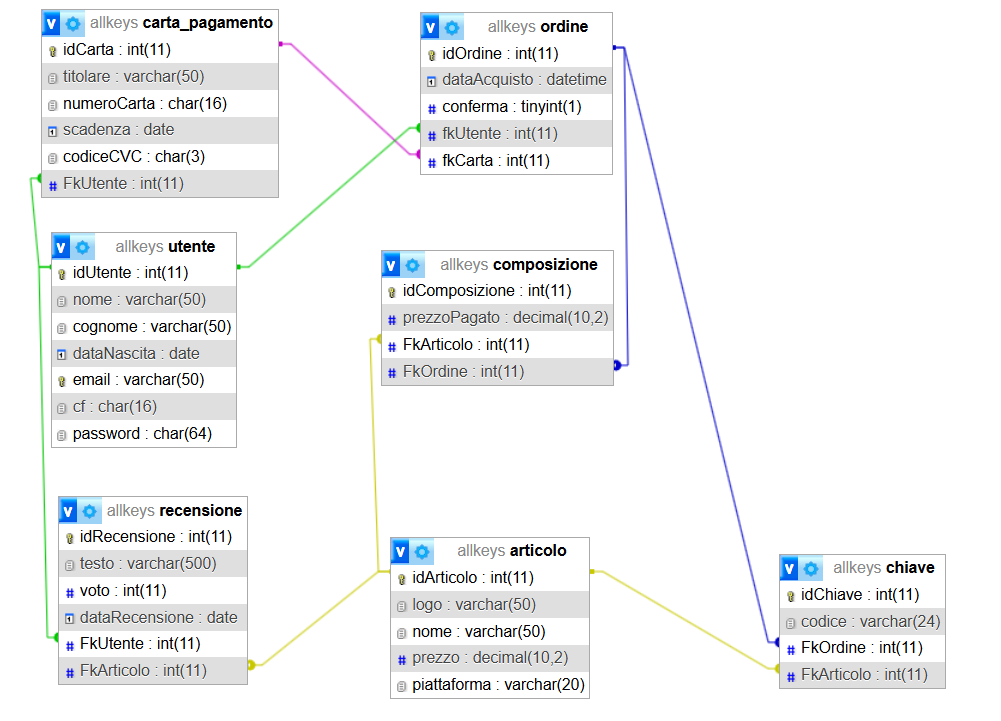 allkeys carta_pagamento
idCarta : int(11)
titolare : varchar(50)
numeroCarta : char(16)
scadenza : date
codiceCVC : char(3)
FkUtente : int(11)
allkeys ordine
idOrdine : int(11)
dataAcquisto : datetime
conferma : tinyint(1)
fkUtente : int(11)
fkCarta : int(11)
allkeys utente
idUtente : int(11)
nome : varchar(50)
cognome : varchar(50)
dataNascita : date
email : varchar(50)
cf : char(16)
password : char(64)
allkeys composizione
idComposizione : int(11)
prezzoPagato : decimal(10,2)
FkArticolo : int(11)
FkOrdine : int(11)
allkeys recensione
idRecensione : int(11)
testo : varchar(500)
voto : int(11)
dataRecensione : date
FkUtente : int(11)
FkArticolo : int(11)
allkeys articolo
idArticolo : int(11)
logo : varchar(50)
nome : varchar(50)
prezzo : decimal(10,2)
piattaforma : varchar(20)
allkeys chiave
idChiave : int(11)
codice : varchar(24)
FkOrdine : int(11)
FkArticolo : int(11)